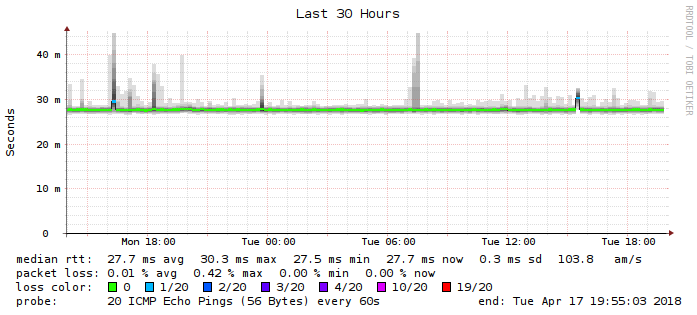 Last 30 Hours
RRDTOOL / TOBI OETIKER
Seconds
40 m
30 m
20 m
10 m
0
Mon 18:00 Tue 00:00 Tue 06:00 Tue 12:00 Tue 18:00
median rtt: 27.7 ms avg 30.3 ms max 27.5 ms min 27.7 ms now 0.3 ms sd 103.8 am/s
packet loss: 0.01 % avg 0.42 % max 0.00 % min 0.00 % now
loss color: 0 1/20 2/20 3/20 4/20 10/20 19/20
probe: 20 ICMP Echo Pings (56 Bytes) every 60s end: Tue Apr 17 19:55:03 2018